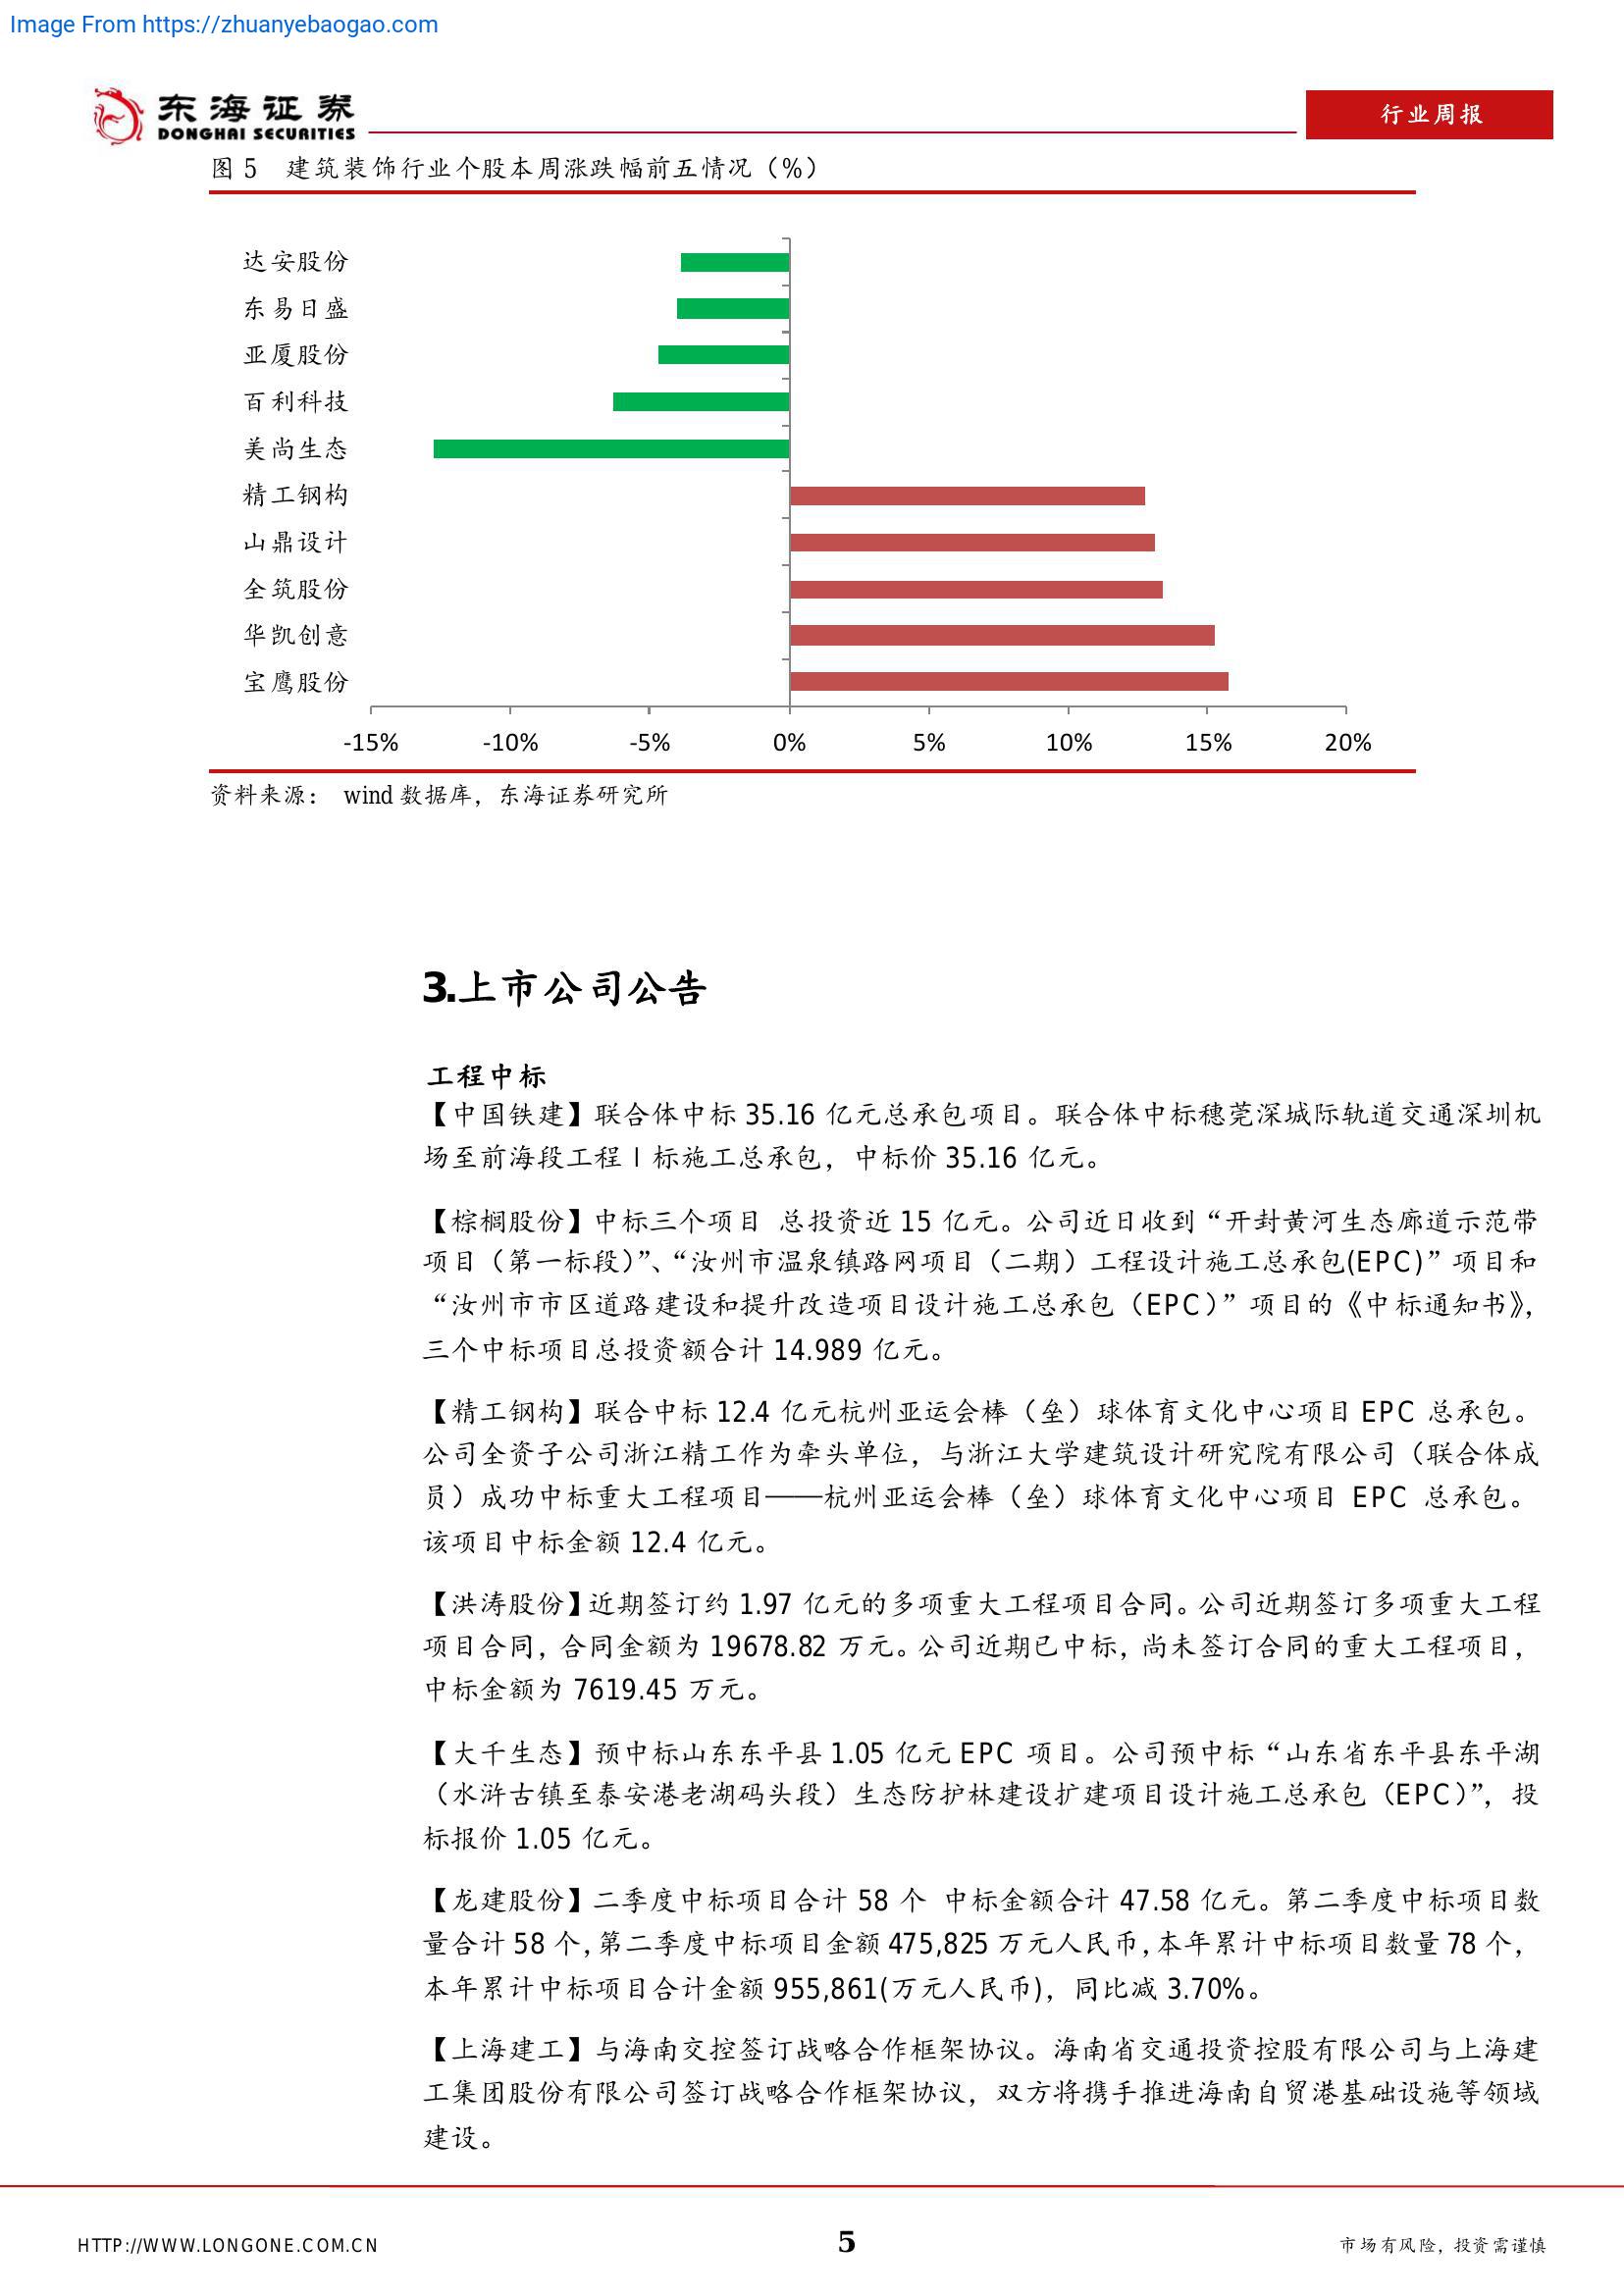 Image From https://zhuanyebaogao.com
东海证券
DONGHAI SECURITIES
行业周报
图 5 建筑装饰行业个股本周涨跌幅前五情况（%）
达安股份
东易日盛
亚厦股份
百利科技
美尚生态
精工钢构
山鼎设计
全筑股份
华凯创意
宝鹰股份
-15% -10% -5% 0% 5% 10% 15% 20%
资料来源： wind 数据库，东海证券研究所
3.上市公司公告
工程中标
【中国铁建】联合体中标 35.16 亿元总承包项目。联合体中标穗莞深城际轨道交通深圳机
场至前海段工程 I 标施工总承包，中标价 35.16 亿元。
【棕榈股份】中标三个项目 总投资近 15 亿元。公司近日收到“开封黄河生态廊道示范带
项目（第一标段）”、“汝州市温泉镇路网项目（二期）工程设计施工总承包(EPC)”项目和
“汝州市市区道路建设和提升改造项目设计施工总承包（EPC）”项目的《中标通知书》，
三个中标项目总投资额合计 14.989 亿元。
【精工钢构】联合中标 12.4 亿元杭州亚运会棒（垒）球体育文化中心项目 EPC 总承包。
公司全资子公司浙江精工作为牵头单位，与浙江大学建筑设计研究院有限公司（联合体成
员）成功中标重大工程项目——杭州亚运会棒（垒）球体育文化中心项目 EPC 总承包。
该项目中标金额 12.4 亿元。
【洪涛股份】近期签订约 1.97 亿元的多项重大工程项目合同。公司近期签订多项重大工程
项目合同，合同金额为 19678.82 万元。公司近期已中标，尚未签订合同的重大工程项目，
中标金额为 7619.45 万元。
【大千生态】预中标山东东平县 1.05 亿元 EPC 项目。公司预中标“山东省东平县东平湖
（水浒古镇至泰安港老湖码头段）生态防护林建设扩建项目设计施工总承包（EPC）”，投
标报价 1.05 亿元。
【龙建股份】二季度中标项目合计 58 个 中标金额合计 47.58 亿元。第二季度中标项目数
量合计 58 个，第二季度中标项目金额 475,825 万元人民币，本年累计中标项目数量 78 个，
本年累计中标项目合计金额 955,861(万元人民币)，同比减 3.70%。
【上海建工】与海南交控签订战略合作框架协议。海南省交通投资控股有限公司与上海建
工集团股份有限公司签订战略合作框架协议，双方将携手推进海南自贸港基础设施等领域
建设。
HTTP://WWW.LONGONE.COM.CN 5 市场有风险，投资需谨慎